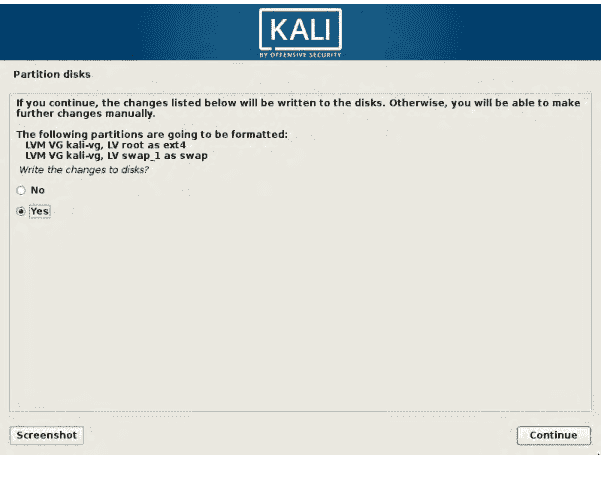 KALI
BY OFFENSIVE SECURITY
Partition disks
If you continue, the changes listed below will be written to the disks. Otherwise, you will be able to make
further changes manually.
The following partitions are going to be formatted:
LVM VG kali-vg, LV root as ext4
LVM VG kali-vg, LV swap_1 as swap
Write the changes to disks?
No
Yes
Screenshot
Continue